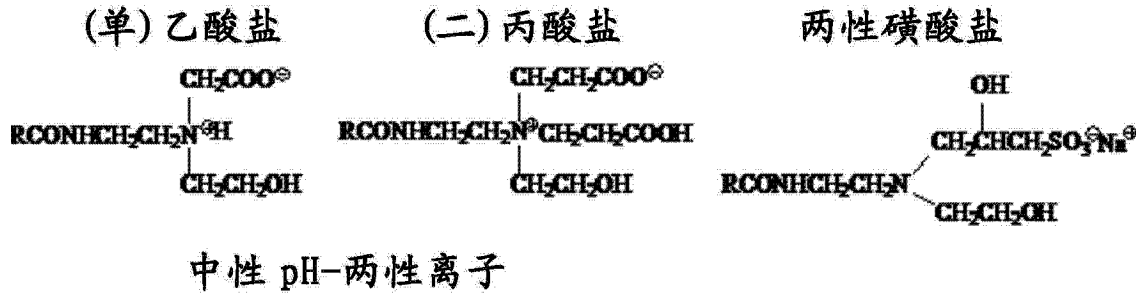 (单)乙酸盐 (二)丙酸盐 两性磺酸盐
CH₂COO⊖ CH₂CH₂COO⊖ OH
RCONHCH₂CH₂N⊕H RCONHCH₂CH₂N⊕CH₂CH₂COOH CH₂CHCH₂SO₃⊖Na⊕
CH₂CH₂OH CH₂CH₂OH RCONHCH₂CH₂N
CH₂CH₂OH
中性 pH-两性离子